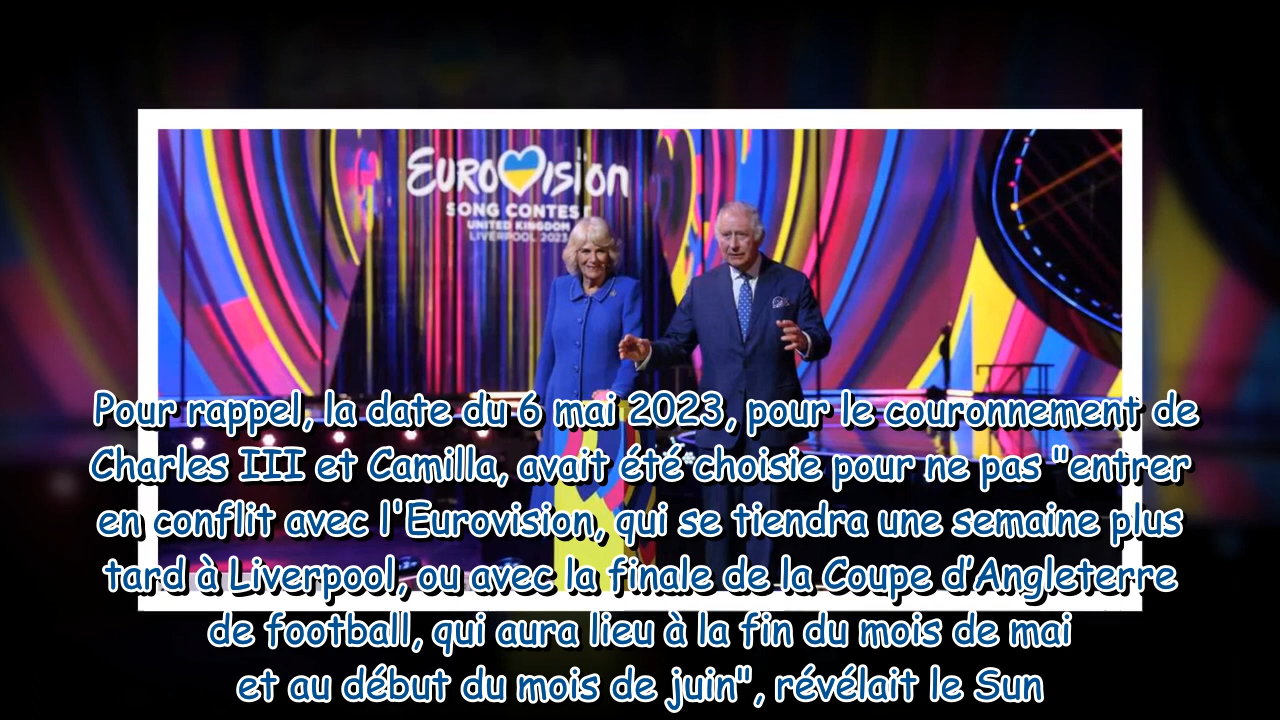 EUROVISION
SONG CONTEST
UNITED KINGDOM
LIVERPOOL 2023
Pour rappel, la date du 6 mai 2023, pour le couronnement de
Charles III et Camilla, avait été choisie pour ne pas "entrer
en conflit avec l'Eurovision, qui se tiendra une semaine plus
tard à Liverpool, ou avec la finale de la Coupe d’Angleterre
de football, qui aura lieu à la fin du mois de mai
et au début du mois de juin", révélait le Sun